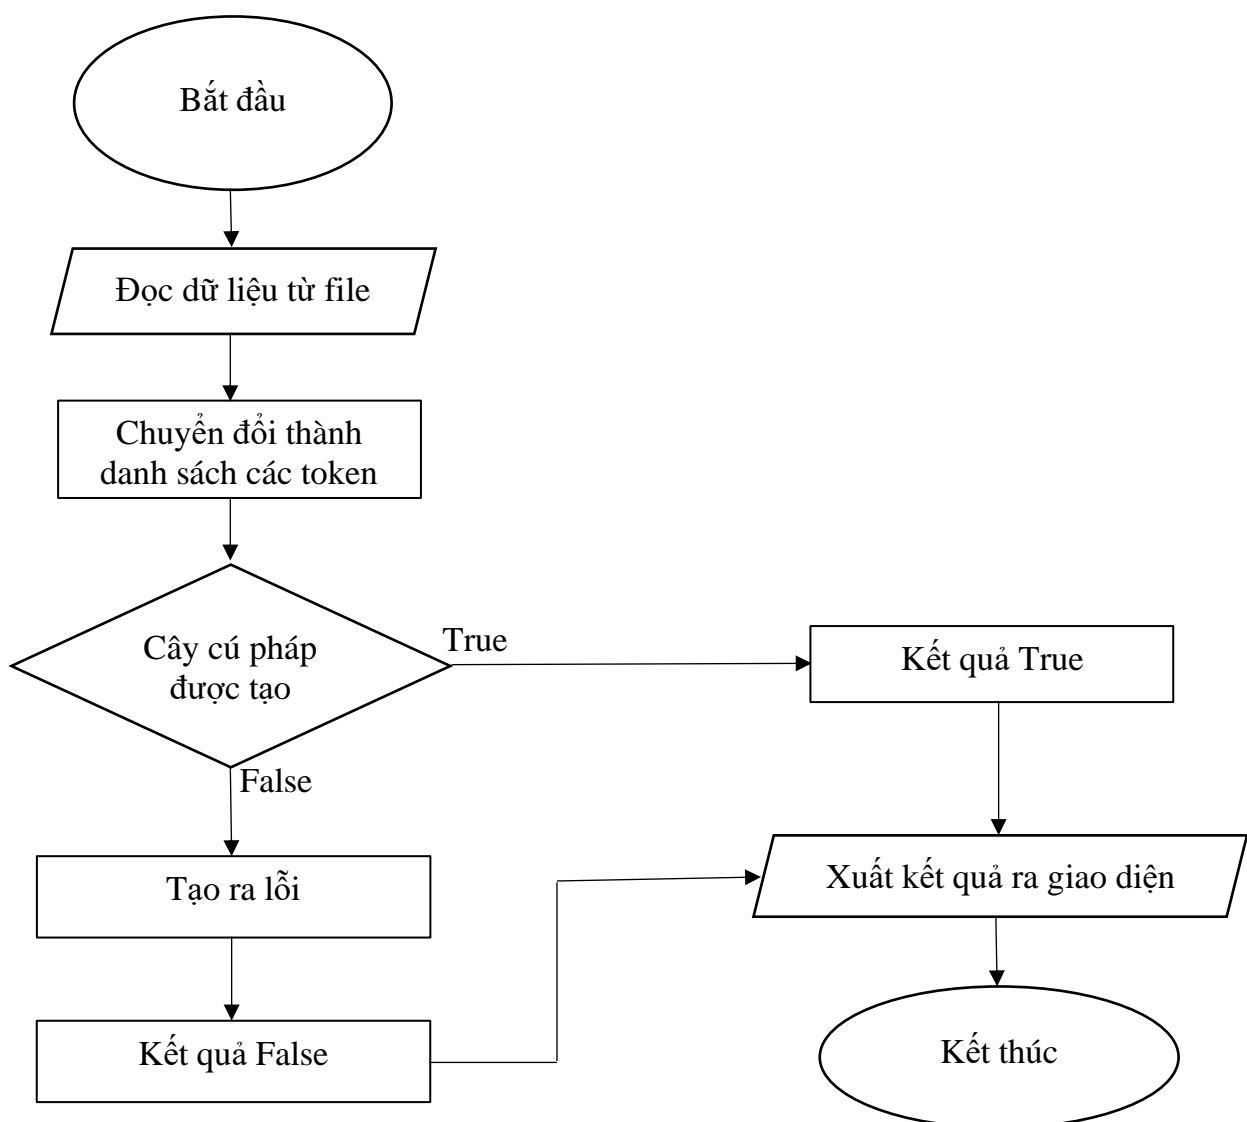 Bắt đầu
Đọc dữ liệu từ file
Chuyển đổi thành
danh sách các token
Cây cú pháp
được tạo
True
Kết quả True
False
Tạo ra lỗi
Xuất kết quả ra giao diện
Kết quả False
Kết thúc